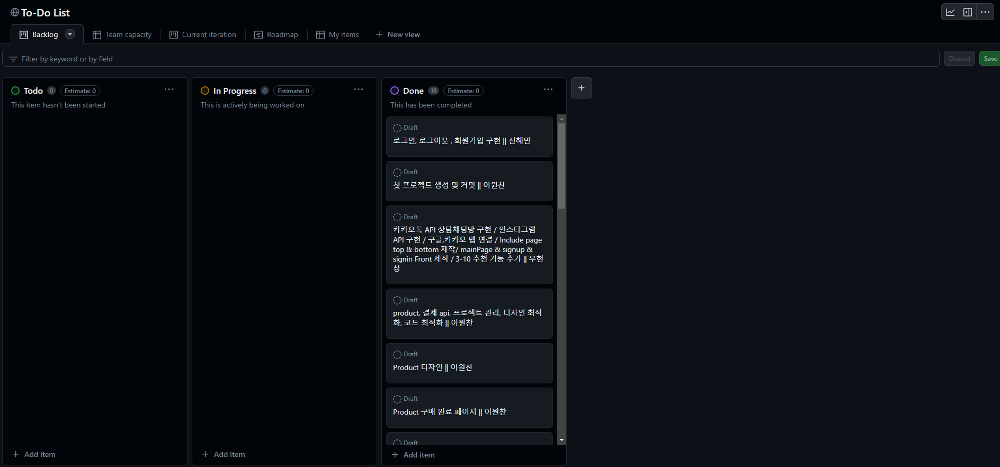 To-Do List
Backlog
Team capacity
Current iteration
Roadmap
My items
New view
Filter by keyword or by field
Discard
Save
Todo 0 Estimate: 0
This item hasn't been started
Add item
In Progress 0 Estimate: 0
This is actively being worked on
Add item
Done 19 Estimate: 0
This has been completed
Draft
로그인, 로그아웃 , 회원가입 구현 || 신혜민
Draft
첫 프로젝트 생성 및 커밋 || 이원찬
Draft
카카오톡 API 상담채팅방 구현 / 인스타그램
API 구현 / 구글,카카오 맵 연결 / Include page
top & bottom 제작/ mainPage & signup &
signin Front 제작 / 3-10 추천 기능 추가 || 우현
창
Draft
product, 결제 api, 프로젝트 관리, 디자인 최적
화, 코드 최적화 || 이원찬
Draft
Product 디자인 || 이원찬
Draft
Product 구매 완료 페이지 || 이원찬
Draft
Add item